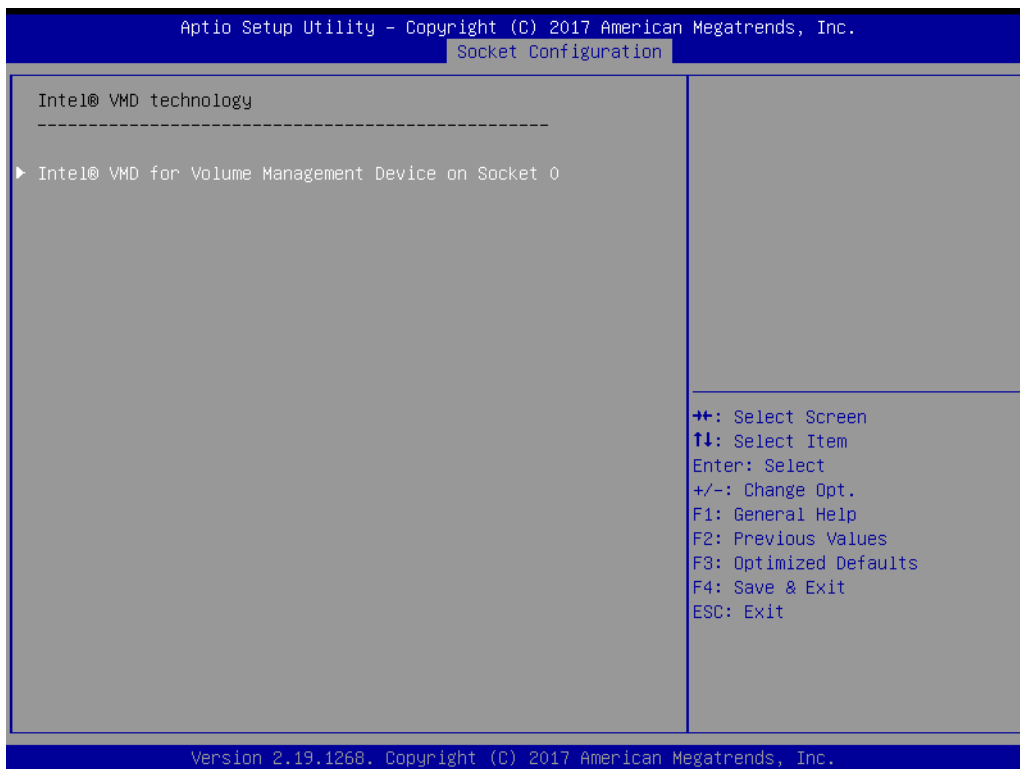 Aptio Setup Utility – Copyright (C) 2017 American Megatrends, Inc.
Socket Configuration
Intel® VMD technology
--------------------------------------------------
▶ Intel® VMD for Volume Management Device on Socket 0
→←: Select Screen
↑↓: Select Item
Enter: Select
+/-: Change Opt.
F1: General Help
F2: Previous Values
F3: Optimized Defaults
F4: Save & Exit
ESC: Exit
Version 2.19.1268. Copyright (C) 2017 American Megatrends, Inc.